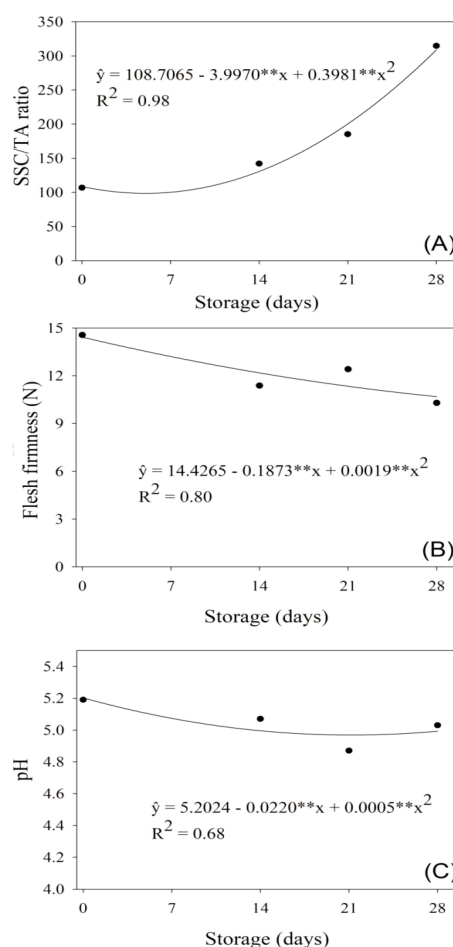 350
300
250
200
150
100
50
0
SSC/TA ratio
ŷ = 108.7065 - 3.9970**x + 0.3981**x²
R² = 0.98
(A)
0 7 14 21 28
Storage (days)
15
12
9
6
3
0
Flesh firmness (N)
ŷ = 14.4265 - 0.1873**x + 0.0019**x²
R² = 0.80
(B)
0 7 14 21 28
Storage (days)
5.4
5.2
5.0
4.8
4.6
4.4
4.2
4.0
pH
ŷ = 5.2024 - 0.0220**x + 0.0005**x²
R² = 0.68
(C)
0 7 14 21 28
Storage (days)